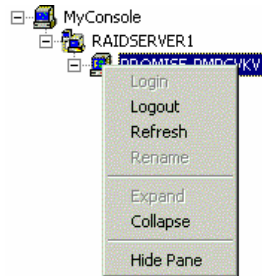 MyConsole
RAIDSERVER1
Login
Logout
Refresh
Rename
Expand
Collapse
Hide Pane